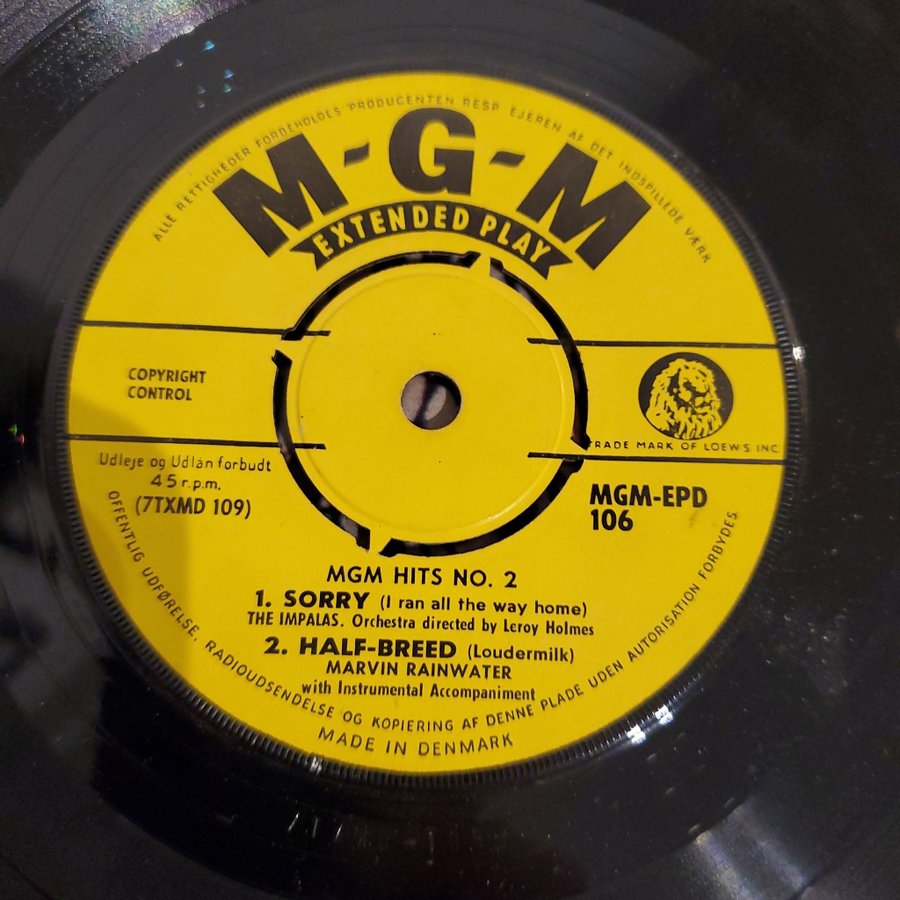 ALLE RETTIGHEDER FORBEHOLDES PRODUCENTEN RESP. EJEREN AF DET INDSPILLEDE VÆRK
M-G-M
EXTENDED PLAY
COPYRIGHT
CONTROL
TRADE MARK OF LOEWS INC
Udleje og Udlån forbudt
45 r.p.m.
(7TXMD 109)
MGM-EPD
106
MGM HITS NO. 2
1. SORRY (I ran all the way home)
THE IMPALAS. Orchestra directed by Leroy Holmes
2. HALF-BREED (Loudermilk)
MARVIN RAINWATER
with Instrumental Accompaniment
OFFENTLIG UDFØRELSE, RADIOUDSENDELSE OG KOPIERING AF DENNE PLADE UDEN AUTORISATION FORBYDES
MADE IN DENMARK